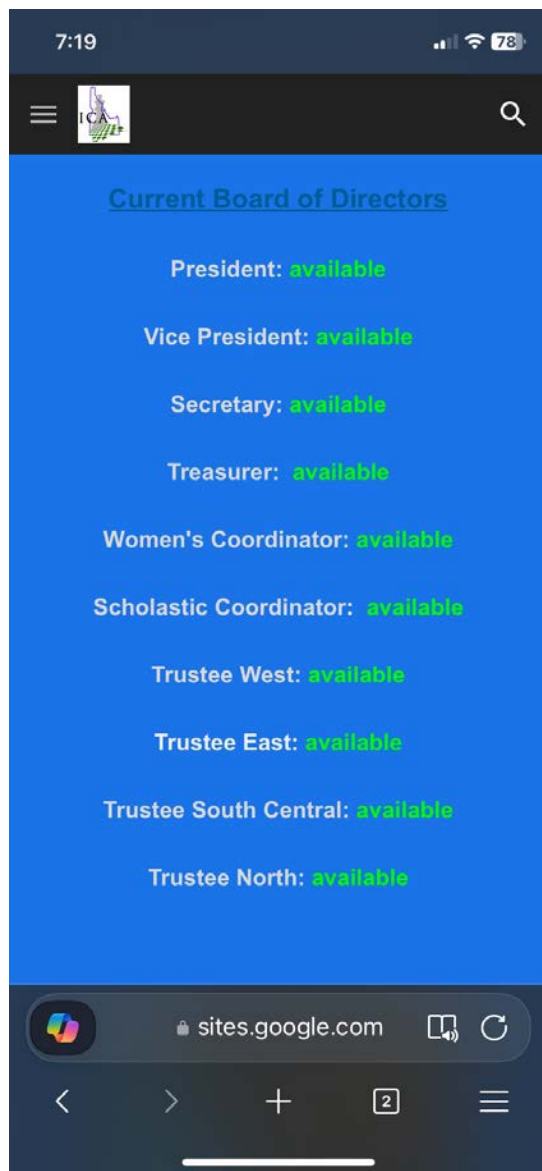 7:19
78
ICA
Current Board of Directors
President: available
Vice President: available
Secretary: available
Treasurer: available
Women's Coordinator: available
Scholastic Coordinator: available
Trustee West: available
Trustee East: available
Trustee South Central: available
Trustee North: available
sites.google.com
2